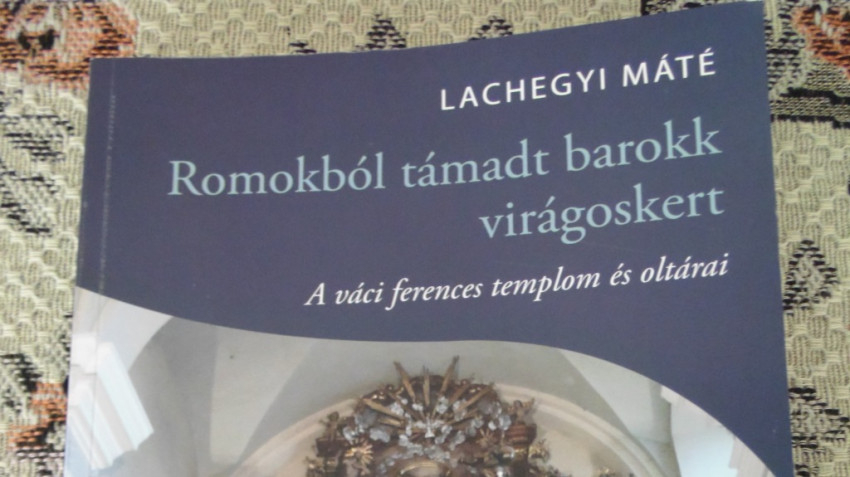 LACHEGYI MÁTÉ
Romokból támadt barokk
virágoskert
A váci ferences templom és oltárai